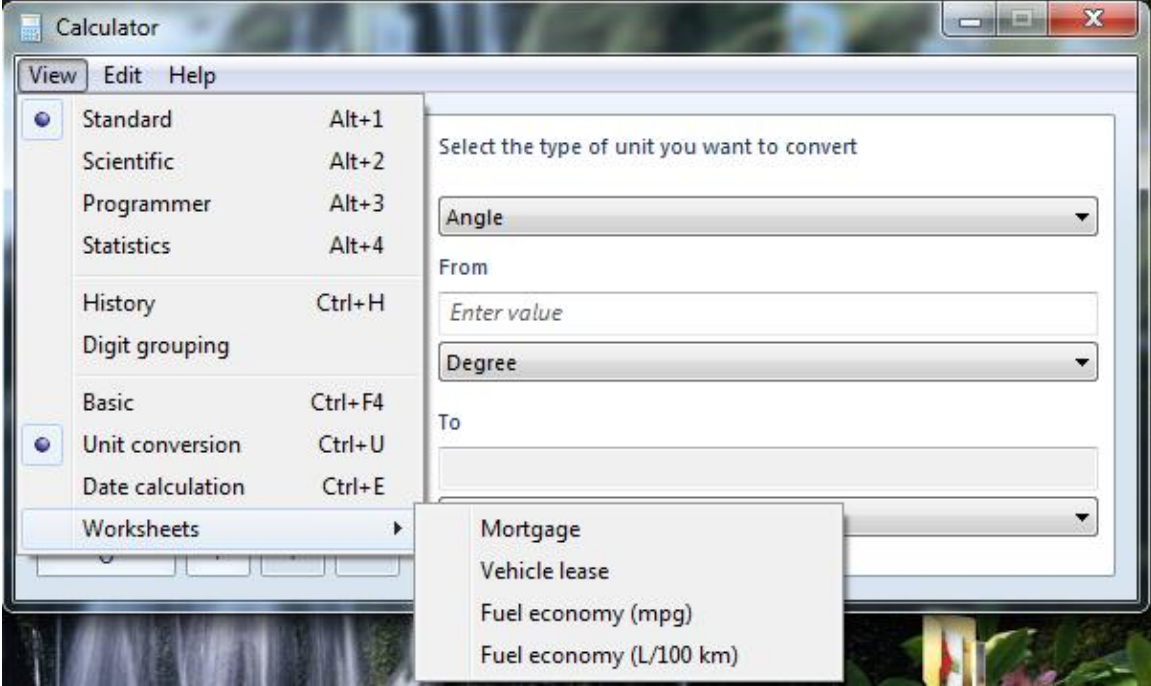 Calculator
View Edit Help
Standard Alt+1
Scientific Alt+2
Programmer Alt+3
Statistics Alt+4
History Ctrl+H
Digit grouping
Basic Ctrl+F4
Unit conversion Ctrl+U
Date calculation Ctrl+E
Worksheets
Mortgage
Vehicle lease
Fuel economy (mpg)
Fuel economy (L/100 km)
Select the type of unit you want to convert
Angle
From
Enter value
Degree
To